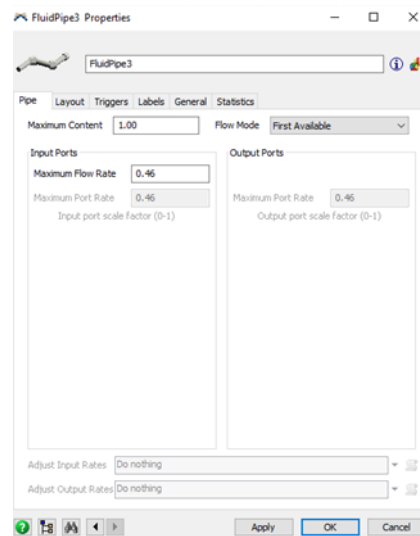 FluidPipe3 Properties
FluidPipe3
Pipe Layout Triggers Labels General Statistics
Maximum Content 1.00 Flow Mode First Available
Input Ports Output Ports
Maximum Flow Rate 0.46
Maximum Port Rate 0.46 Maximum Port Rate 0.46
Input port scale factor (0-1) Output port scale factor (0-1)
Adjust Input Rates Do nothing
Adjust Output Rates Do nothing
Apply OK Cancel